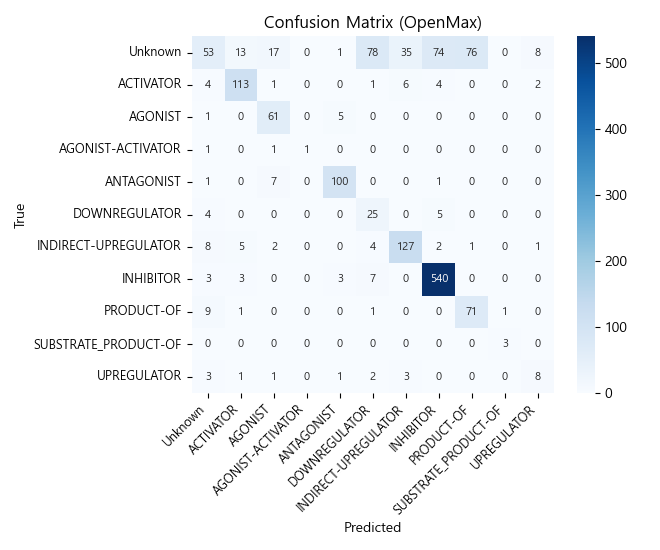 Confusion Matrix (OpenMax)
True
Unknown 53 13 17 0 1 78 35 74 76 0 8
ACTIVATOR 4 113 1 0 0 1 6 4 0 0 2
AGONIST 1 0 61 0 5 0 0 0 0 0 0
AGONIST-ACTIVATOR 1 0 1 1 0 0 0 0 0 0 0
ANTAGONIST 1 0 7 0 100 0 0 1 0 0 0
DOWNREGULATOR 4 0 0 0 0 25 0 5 0 0 0
INDIRECT-UPREGULATOR 8 5 2 0 0 4 127 2 1 0 1
INHIBITOR 3 3 0 0 3 7 0 540 0 0 0
PRODUCT-OF 9 1 0 0 0 1 0 0 71 1 0
SUBSTRATE_PRODUCT-OF 0 0 0 0 0 0 0 0 0 3 0
UPREGULATOR 3 1 1 0 1 2 3 0 0 0 8
Unknown
ACTIVATOR
AGONIST
AGONIST-ACTIVATOR
ANTAGONIST
DOWNREGULATOR
INDIRECT-UPREGULATOR
INHIBITOR
PRODUCT-OF
SUBSTRATE_PRODUCT-OF
UPREGULATOR
Predicted
500
400
300
200
100
0